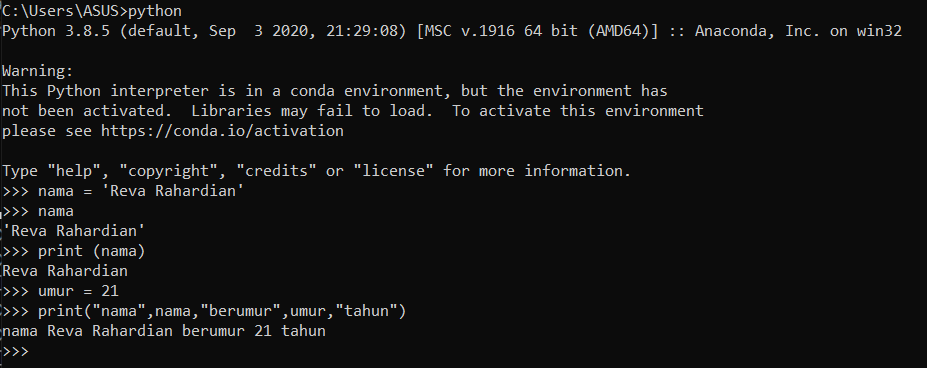 C:\Users\ASUS>python
Python 3.8.5 (default, Sep  3 2020, 21:29:08) [MSC v.1916 64 bit (AMD64)] :: Anaconda, Inc. on win32
Warning:
This Python interpreter is in a conda environment, but the environment has
not been activated.  Libraries may fail to load.  To activate this environment
please see https://conda.io/activation
Type "help", "copyright", "credits" or "license" for more information.
>>> nama = 'Reva Rahardian'
>>> nama
'Reva Rahardian'
>>> print (nama)
Reva Rahardian
>>> umur = 21
>>> print("nama",nama,"berumur",umur,"tahun")
nama Reva Rahardian berumur 21 tahun
>>>